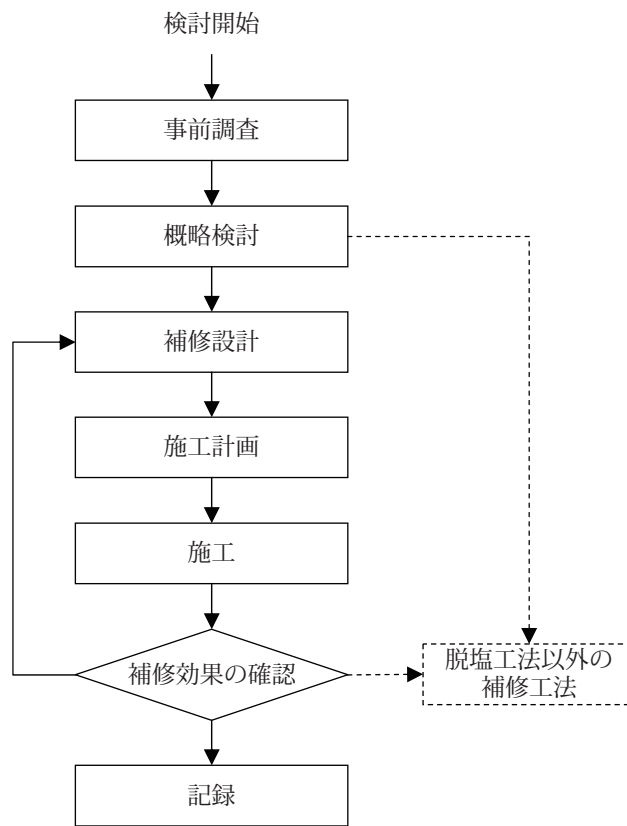 検討開始
事前調査
概略検討
補修設計
施工計画
施工
補修効果の確認
脱塩工法以外の
補修工法
記録